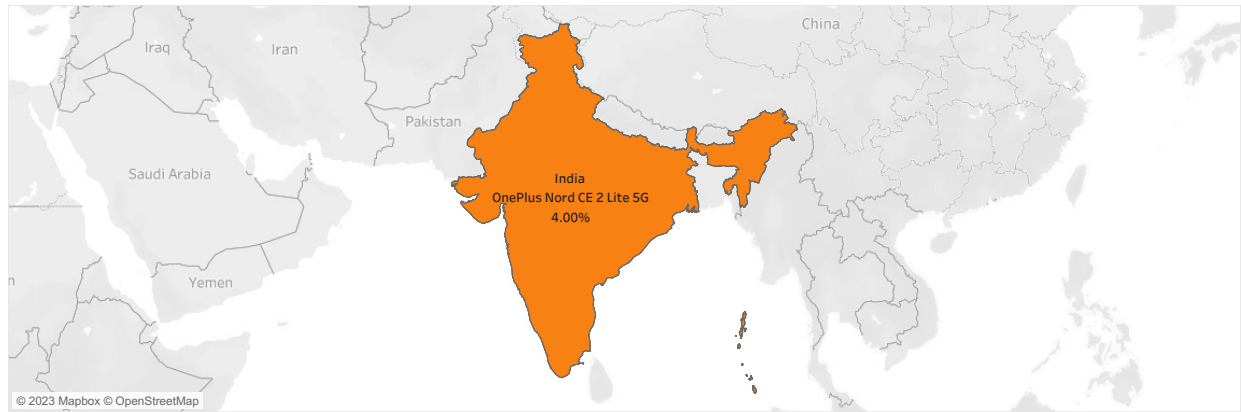 China
Iraq
Iran
Pakistan
Saudi Arabia
India
OnePlus Nord CE 2 Lite 5G
4.00%
Yemen
n
© 2023 Mapbox © OpenStreetMap